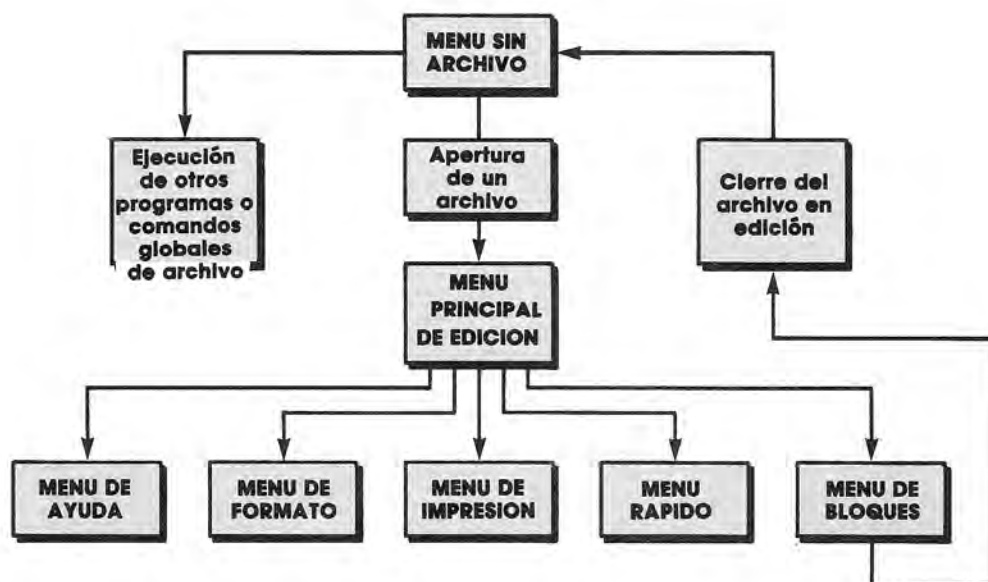 MENU SIN
ARCHIVO
Ejecución
de otros
programas o
comandos
globales
de archivo
Apertura
de un
archivo
Cierre del
archivo en
edición
MENU
PRINCIPAL
DE EDICION
MENU DE
AYUDA
MENU DE
FORMATO
MENU DE
IMPRESION
MENU
RAPIDO
MENU DE
BLOQUES